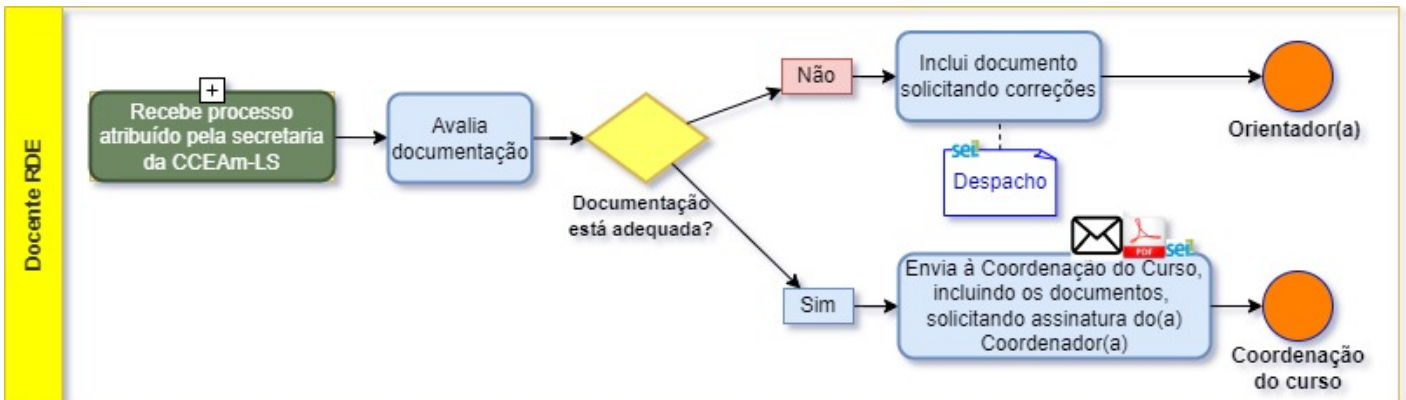 Docente RDE
+
Recebe processo
atribuído pela secretaria
da CCEAm-LS
Avalia
documentação
Documentação
está adequada?
Não
Inclui documento
solicitando correções
sei!
Despacho
Orientador(a)
Sim
PDF
sei!
Envia à Coordenação do Curso,
incluindo os documentos,
solicitando assinatura do(a)
Coordenador(a)
Coordenação
do curso